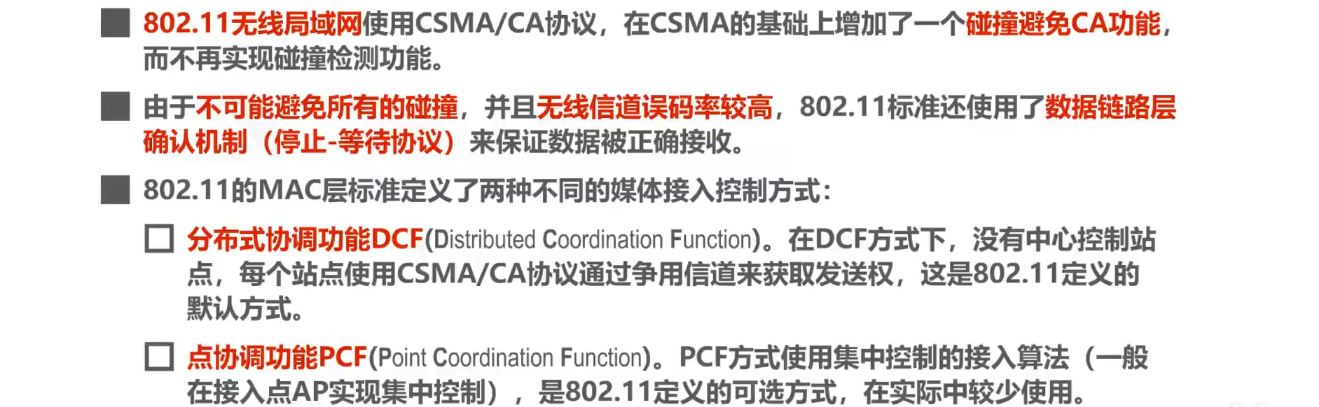 802.11无线局域网使用CSMA/CA协议，在CSMA的基础上增加了一个碰撞避免CA功能，
而不再实现碰撞检测功能。
由于不可能避免所有的碰撞，并且无线信道误码率较高，802.11标准还使用了数据链路层
确认机制（停止-等待协议）来保证数据被正确接收。
802.11的MAC层标准定义了两种不同的媒体接入控制方式：
分布式协调功能DCF(Distributed Coordination Function)。在DCF方式下，没有中心控制站
点，每个站点使用CSMA/CA协议通过争用信道来获取发送权，这是802.11定义的
默认方式。
点协调功能PCF(Point Coordination Function)。PCF方式使用集中控制的接入算法（一般
在接入点AP实现集中控制），是802.11定义的可选方式，在实际中较少使用。